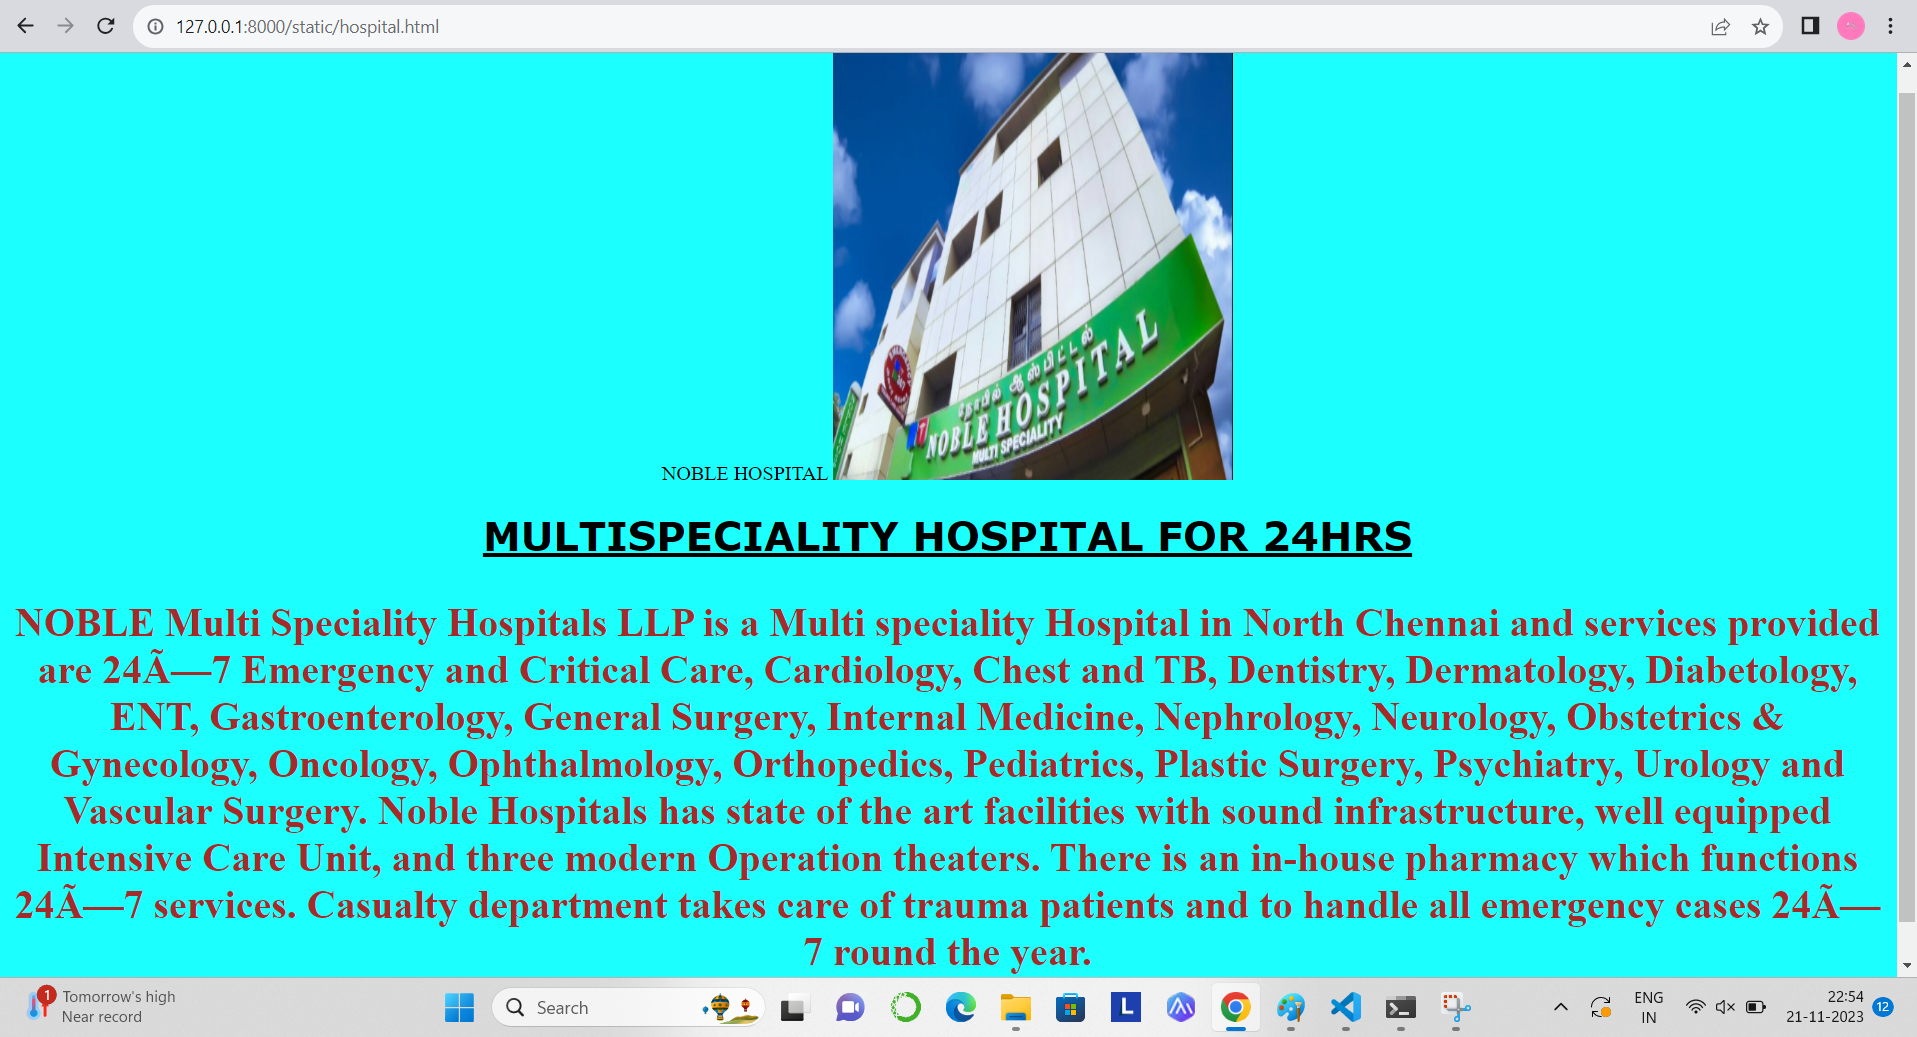 127.0.0.1:8000/static/hospital.html
நோபில் ஆஸ்பிட்டல்
NOBLE HOSPITAL
MULTI SPECIALITY
NOBLE HOSPITAL
MULTISPECIALITY HOSPITAL FOR 24HRS
NOBLE Multi Speciality Hospitals LLP is a Multi speciality Hospital in North Chennai and services provided
are 24Ã—7 Emergency and Critical Care, Cardiology, Chest and TB, Dentistry, Dermatology, Diabetology,
ENT, Gastroenterology, General Surgery, Internal Medicine, Nephrology, Neurology, Obstetrics &
Gynecology, Oncology, Ophthalmology, Orthopedics, Pediatrics, Plastic Surgery, Psychiatry, Urology and
Vascular Surgery. Noble Hospitals has state of the art facilities with sound infrastructure, well equipped
Intensive Care Unit, and three modern Operation theaters. There is an in-house pharmacy which functions
24Ã—7 services. Casualty department takes care of trauma patients and to handle all emergency cases 24Ã—
7 round the year.
1
Tomorrow's high
Near record
Search
L
ENG
IN
22:54
21-11-2023
12